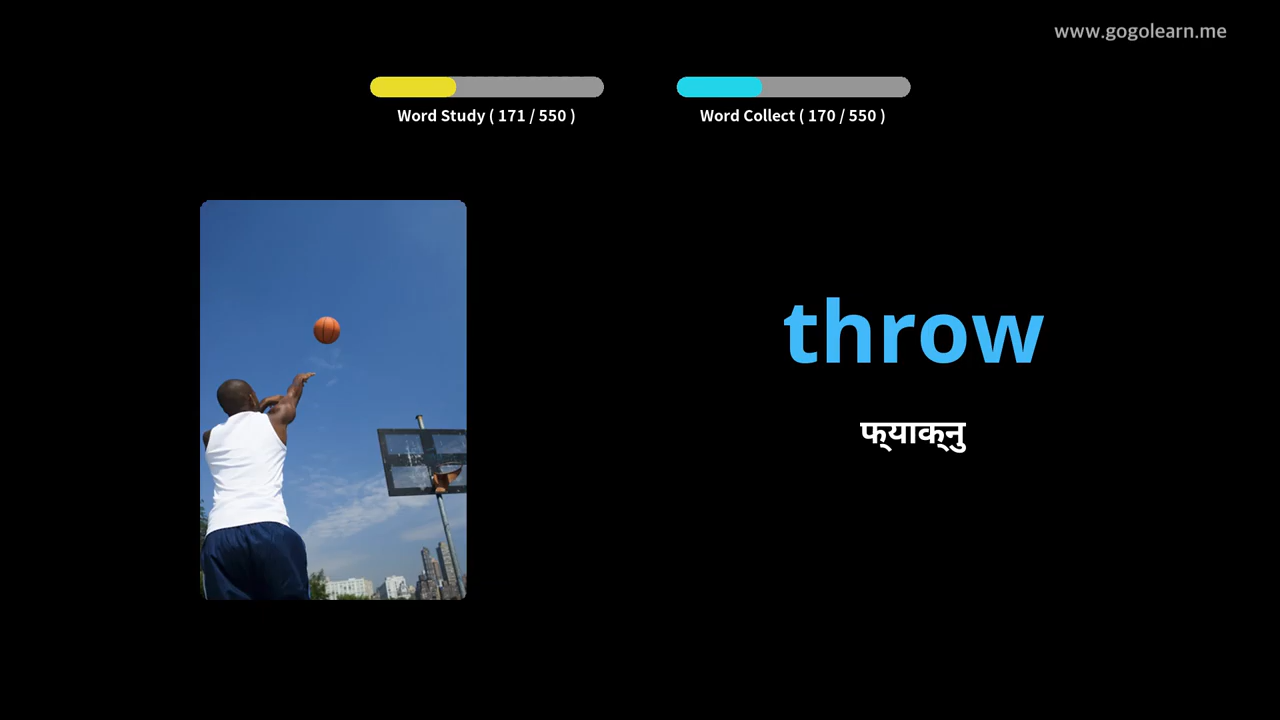 www.gogolearn.me
Word Study ( 171 / 550 )
Word Collect ( 170 / 550 )
throw
फ्याक्नु